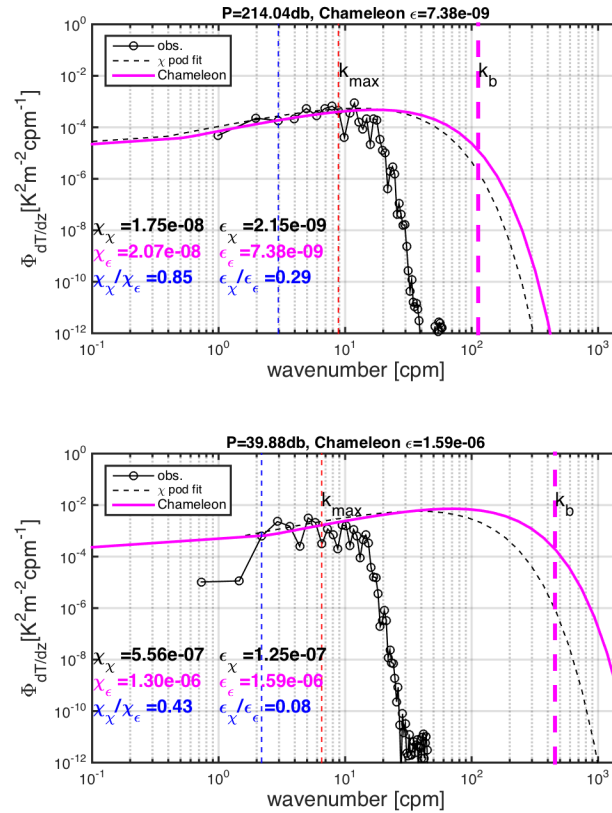 P=214.04db, Chameleon ϵ=7.38e-09
obs.
χ pod fit
Chameleon
k_max
k_b
Φ_dT/dz[K²m⁻²cpm⁻¹]
10⁰
10⁻²
10⁻⁴
10⁻⁶
10⁻⁸
10⁻¹⁰
10⁻¹²
χ_χ =1.75e-08 ϵ_χ =2.15e-09
χ_ϵ =2.07e-08 ϵ_ϵ =7.38e-09
χ_χ/χ_ϵ =0.85 ϵ_χ/ϵ_ϵ =0.29
10⁻¹ 10⁰ 10¹ 10² 10³
wavenumber [cpm]
P=39.88db, Chameleon ϵ=1.59e-06
obs.
χ pod fit
Chameleon
k_max
k_b
Φ_dT/dz[K²m⁻²cpm⁻¹]
10⁰
10⁻²
10⁻⁴
10⁻⁶
10⁻⁸
10⁻¹⁰
10⁻¹²
χ_χ =5.56e-07 ϵ_χ =1.25e-07
χ_ϵ =1.30e-06 ϵ_ϵ =1.59e-06
χ_χ/χ_ϵ =0.43 ϵ_χ/ϵ_ϵ =0.08
10⁻¹ 10⁰ 10¹ 10² 10³
wavenumber [cpm]